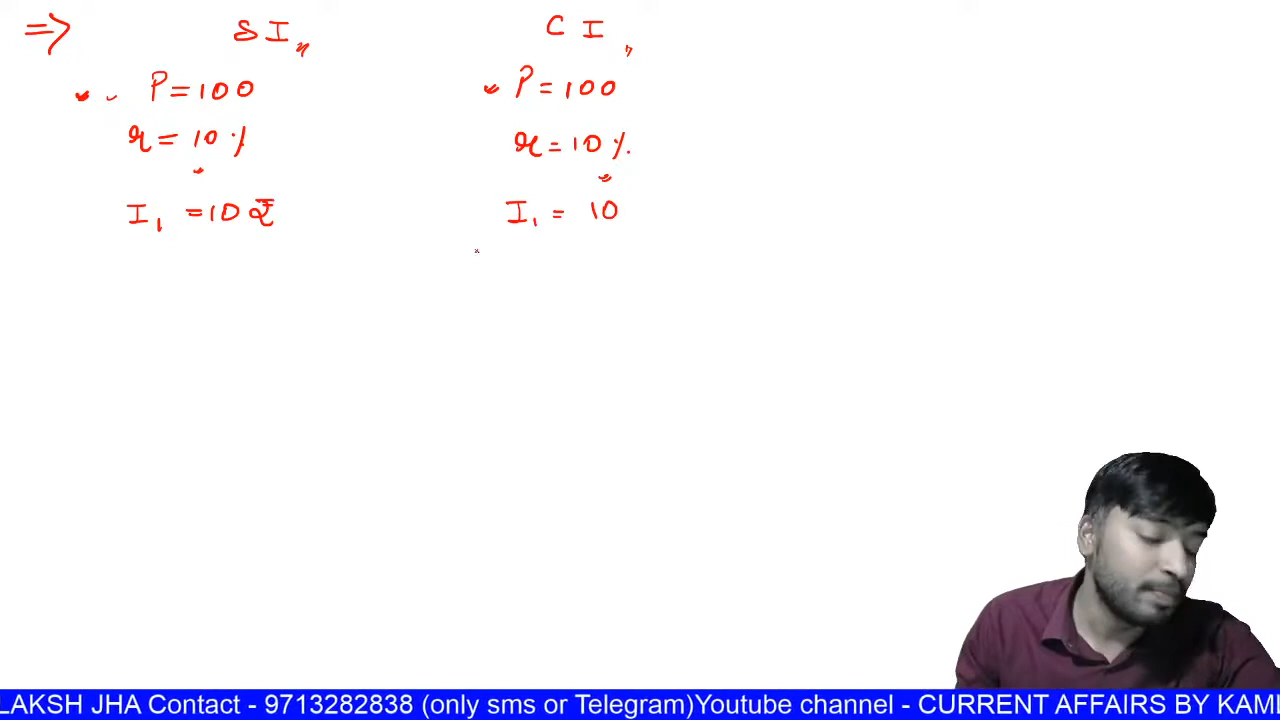 => SI CI
P = 100 P = 100
r = 10% r = 10%
I₁ = 10 ₹ I₁ = 10
LAKSH JHA Contact - 9713282838 (only sms or Telegram)Youtube channel - CURRENT AFFAIRS BY KAM